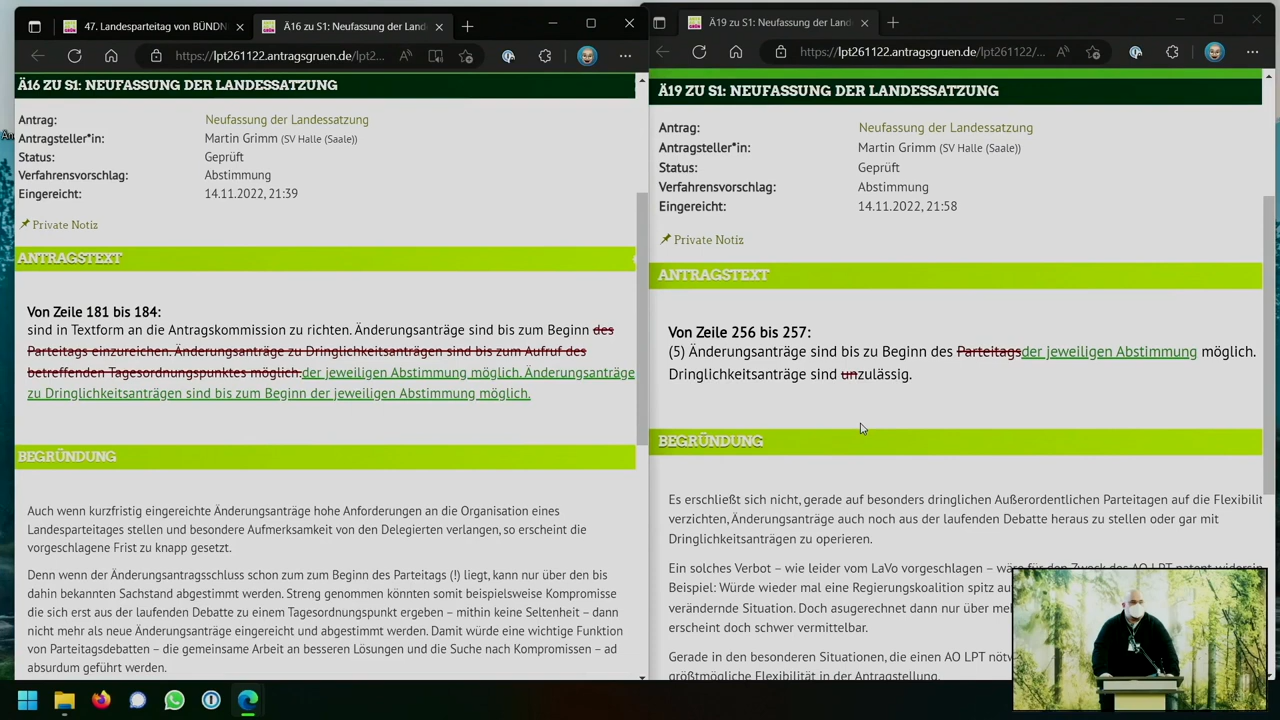 47. Landesparteitag von BÜNDN
Ä16 zu S1: Neufassung der Land
https://lpt261122.antragsgruen.de/lpt2...
Ä16 ZU S1: NEUFASSUNG DER LANDESSATZUNG
Antrag: Neufassung der Landessatzung
Antragsteller*in: Martin Grimm (SV Halle (Saale))
Status: Geprüft
Verfahrensvorschlag: Abstimmung
Eingereicht: 14.11.2022, 21:39
Private Notiz
ANTRAGSTEXT
Von Zeile 181 bis 184:
sind in Textform an die Antragskommission zu richten. Änderungsanträge sind bis zum Beginn des
Parteitags einzureichen. Änderungsanträge zu Dringlichkeitsanträgen sind bis zum Aufruf des
betreffenden Tagesordnungspunktes möglich.der jeweiligen Abstimmung möglich. Änderungsanträge
zu Dringlichkeitsanträgen sind bis zum Beginn der jeweiligen Abstimmung möglich.
BEGRÜNDUNG
Auch wenn kurzfristig eingereichte Änderungsanträge hohe Anforderungen an die Organisation eines
Landesparteitages stellen und besondere Aufmerksamkeit von den Delegierten verlangen, so erscheint die
vorgeschlagene Frist zu knapp gesetzt.
Denn wenn der Änderungsantragsschluss schon zum zum Beginn des Parteitags (!) liegt, kann nur über den bis
dahin bekannten Sachstand abgestimmt werden. Streng genommen könnten somit beispielsweise Kompromisse
die sich erst aus der laufenden Debatte zu einem Tagesordnungspunkt ergeben – mithin keine Seltenheit – dann
nicht mehr als neue Änderungsanträge eingereicht und abgestimmt werden. Damit würde eine wichtige Funktion
von Parteitagsdebatten – die gemeinsame Arbeit an besseren Lösungen und die Suche nach Kompromissen – ad
absurdum geführt werden.
Ä19 zu S1: Neufassung der Land
https://lpt261122.antragsgruen.de/lpt261122/...
Ä19 ZU S1: NEUFASSUNG DER LANDESSATZUNG
Antrag: Neufassung der Landessatzung
Antragsteller*in: Martin Grimm (SV Halle (Saale))
Status: Geprüft
Verfahrensvorschlag: Abstimmung
Eingereicht: 14.11.2022, 21:58
Private Notiz
ANTRAGSTEXT
Von Zeile 256 bis 257:
(5) Änderungsanträge sind bis zu Beginn des Parteitagsder jeweiligen Abstimmung möglich.
Dringlichkeitsanträge sind unzulässig.
BEGRÜNDUNG
Es erschließt sich nicht, gerade auf besonders dringlichen Außerordentlichen Parteitagen auf die Flexibilit
verzichten, Änderungsanträge auch noch aus der laufenden Debatte heraus zu stellen oder gar mit
Dringlichkeitsanträgen zu operieren.
Ein solches Verbot – wie leider vom LaVo vorgeschlagen – wäre für den Zweck des AO LPT patent
Beispiel: Würde wieder mal eine Regierungskoalition spitz au
verändernde Situation. Doch asugerechnet dann nur über me
erscheint doch schwer vermittelbar.
Gerade in den besonderen Situationen, die einen AO LPT nötw
größtmögliche Flexibilität in der Antragstellung.